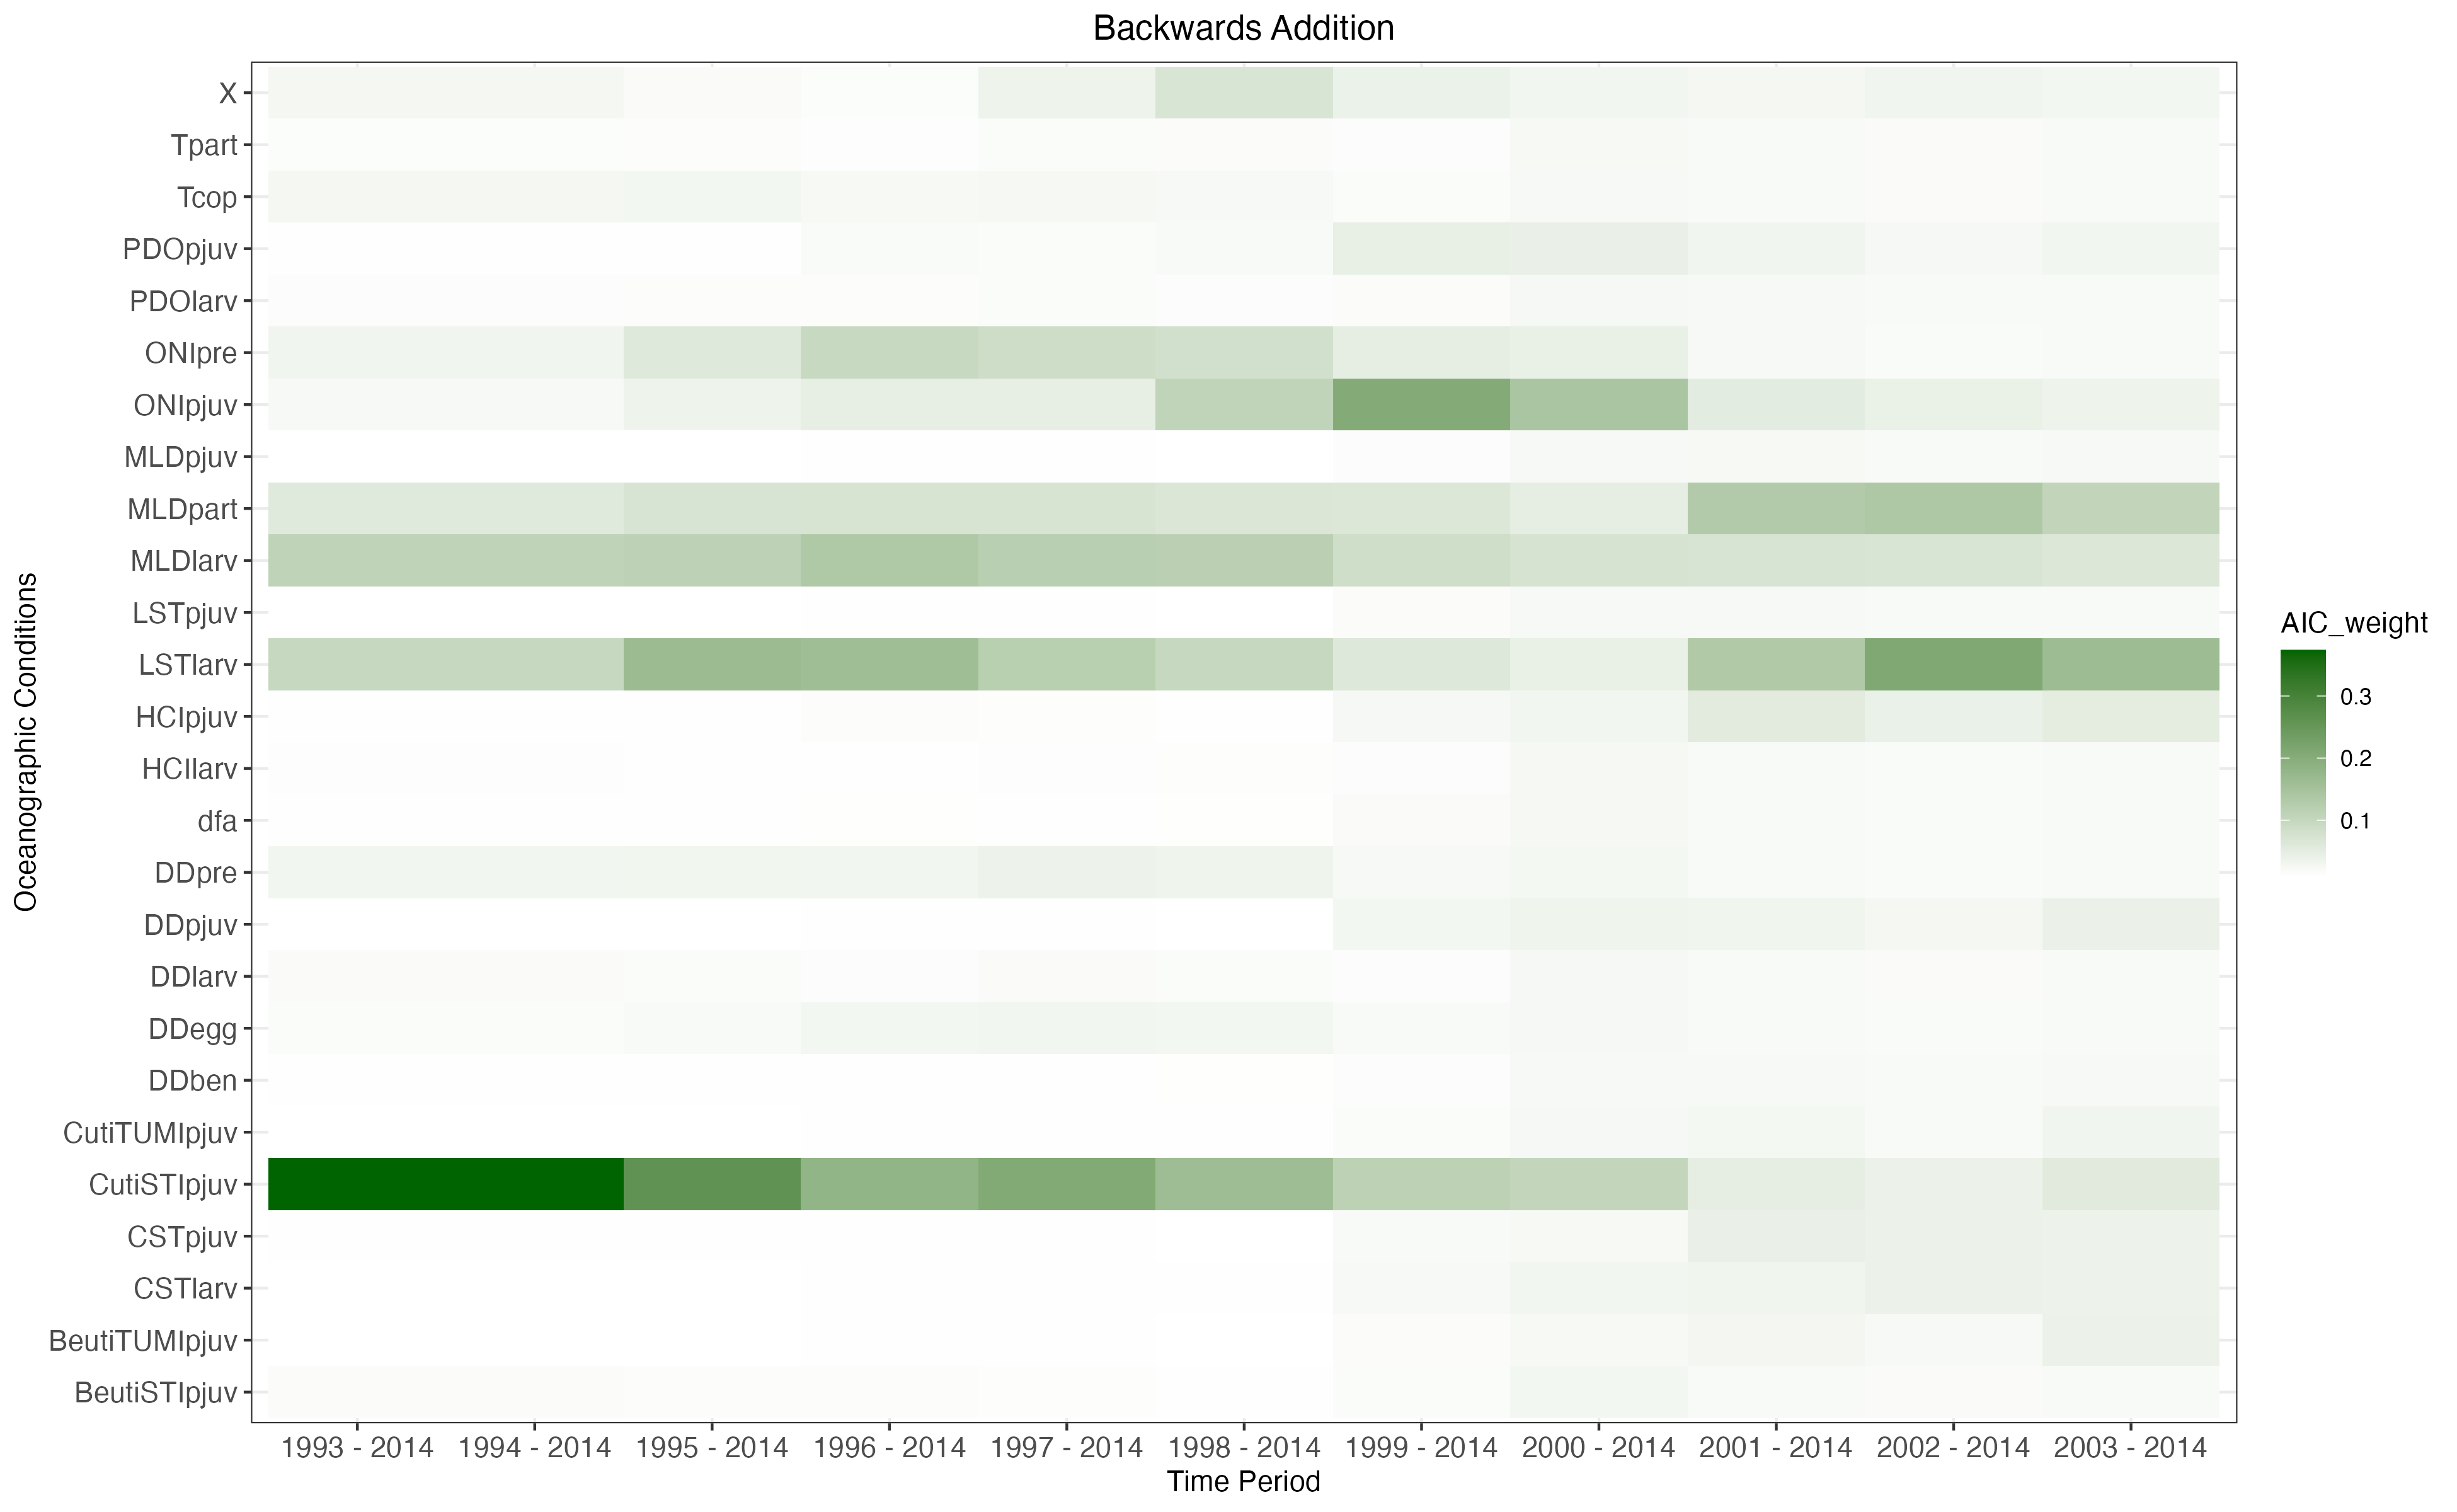 Backwards Addition
Oceanographic Conditions
X
Tpart
Tcop
PDOpjuv
PDOlarv
ONIpre
ONIpjuv
MLDpjuv
MLDpart
MLDlarv
LSTpjuv
LSTlarv
HCIpjuv
HCIlarv
dfa
DDpre
DDpjuv
DDlarv
DDegg
DDben
CutiTUMIpjuv
CutiSTIpjuv
CSTpjuv
CSTlarv
BeutiTUMIpjuv
BeutiSTIpjuv
1993 - 2014 1994 - 2014 1995 - 2014 1996 - 2014 1997 - 2014 1998 - 2014 1999 - 2014 2000 - 2014 2001 - 2014 2002 - 2014 2003 - 2014
Time Period
AIC_weight
0.3
0.2
0.1